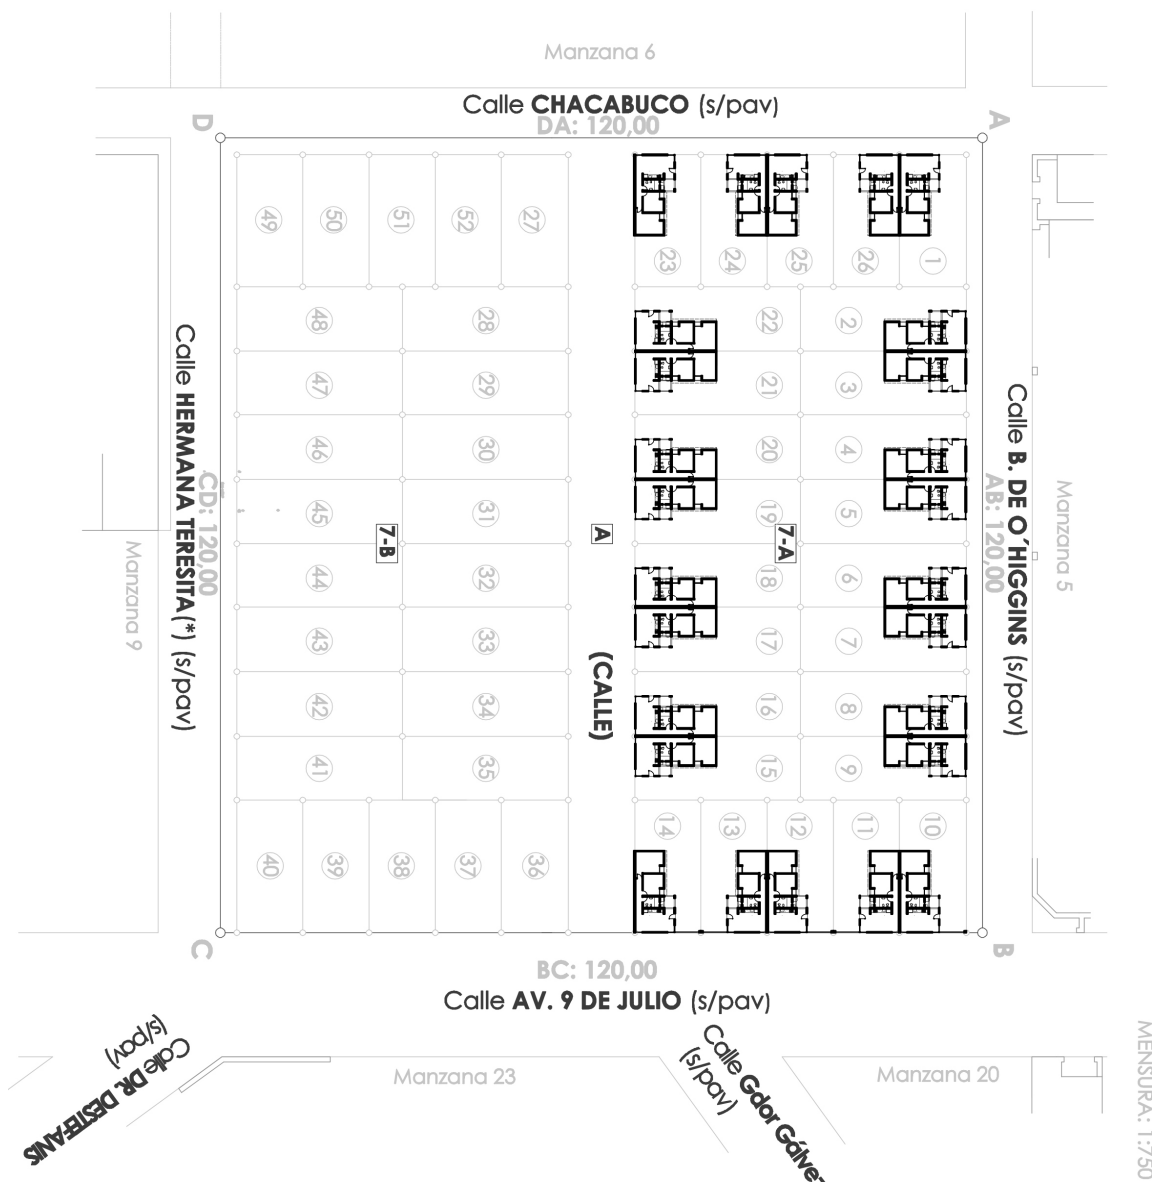 Manzana 6
Calle CHACABUCO (s/pav)
DA: 120,00
D
A
49
50
51
52
27
23
24
25
26
1
48
28
22
2
47
29
21
3
46
30
20
4
45
31
19
5
44
32
18
6
43
33
17
7
42
34
16
8
41
35
15
9
40
39
38
37
36
14
13
12
11
10
7-B
A
7-A
(CALLE)
Calle HERMANA TERESITA(*) (s/pav)
CD: 120,00
Manzana 9
Calle B. DE O´HIGGINS (s/pav)
AB: 120,00
Manzana 5
C
B
BC: 120,00
Calle AV. 9 DE JULIO (s/pav)
Calle DR. DESTEFANIS
(s/pav)
Manzana 23
Calle Gdor Gálvez
(s/pav)
Manzana 20
MENSURA: 1:750